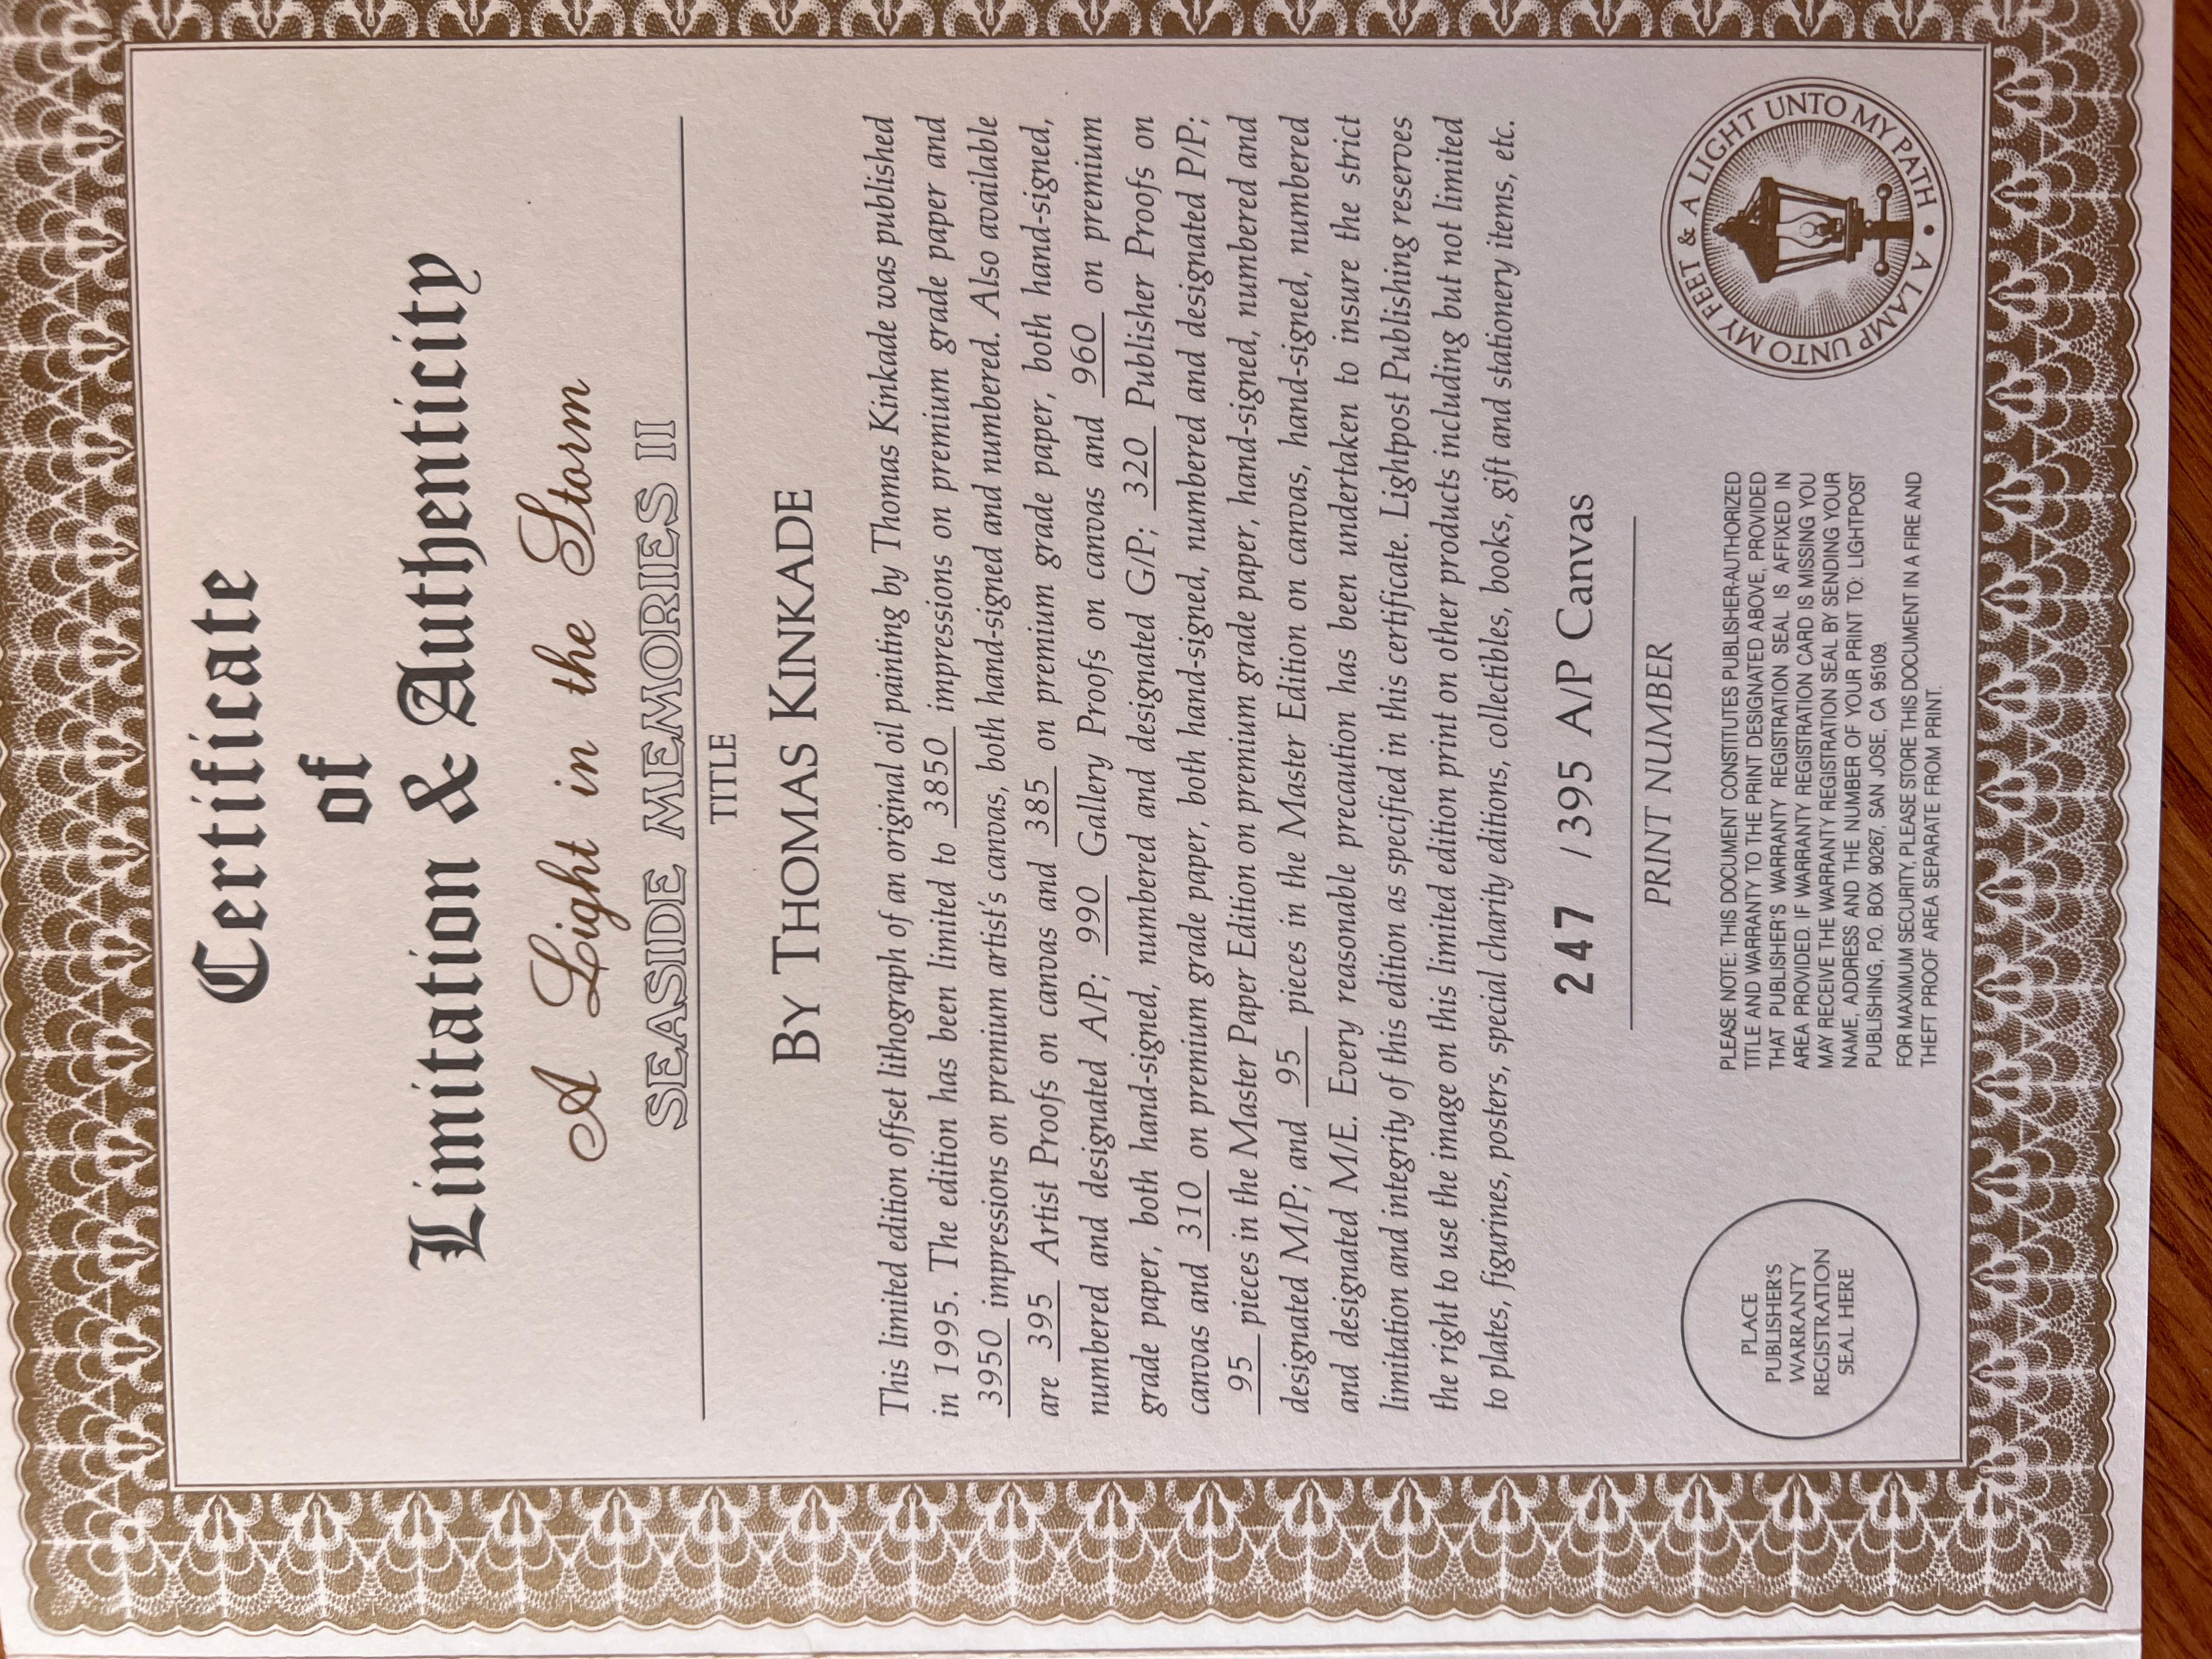 Certificate
of
Limitation & Authenticity
A Light in the Storm
SEASIDE MEMORIES II
TITLE
BY THOMAS KINKADE
This limited edition offset lithograph of an original oil painting by Thomas Kinkade was published
in 1995. The edition has been limited to 3850 impressions on premium grade paper and
3950 impressions on premium artist's canvas, both hand-signed and numbered. Also available
are 395 Artist Proofs on canvas and 385 on premium grade paper, both hand-signed,
numbered and designated A/P; 990 Gallery Proofs on canvas and 960 on premium
grade paper, both hand-signed, numbered and designated G/P; 320 Publisher Proofs on
canvas and 310 on premium grade paper, both hand-signed, numbered and designated P/P;
95 pieces in the Master Paper Edition on premium grade paper, hand-signed, numbered and
designated M/P; and 95 pieces in the Master Edition on canvas, hand-signed, numbered
and designated M/E. Every reasonable precaution has been undertaken to insure the strict
limitation and integrity of this edition as specified in this certificate. Lightpost Publishing reserves
the right to use the image on this limited edition print on other products including but not limited
to plates, figurines, posters, special charity editions, collectibles, books, gift and stationery items, etc.
247 /395 A/P Canvas
PRINT NUMBER
PLACE
PUBLISHER'S
WARRANTY
REGISTRATION
SEAL HERE
PLEASE NOTE: THIS DOCUMENT CONSTITUTES PUBLISHER-AUTHORIZED
TITLE AND WARRANTY TO THE PRINT DESIGNATED ABOVE, PROVIDED
THAT PUBLISHER'S WARRANTY REGISTRATION SEAL IS AFFIXED IN
AREA PROVIDED. IF WARRANTY REGISTRATION CARD IS MISSING YOU
MAY RECEIVE THE WARRANTY REGISTRATION SEAL BY SENDING YOUR
NAME, ADDRESS AND THE NUMBER OF YOUR PRINT TO: LIGHTPOST
PUBLISHING, P.O. BOX 90267, SAN JOSE, CA 95109.
FOR MAXIMUM SECURITY, PLEASE STORE THIS DOCUMENT IN A FIRE AND
THEFT PROOF AREA SEPARATE FROM PRINT.
A LAMP UNTO MY FEET & A LIGHT UNTO MY PATH •